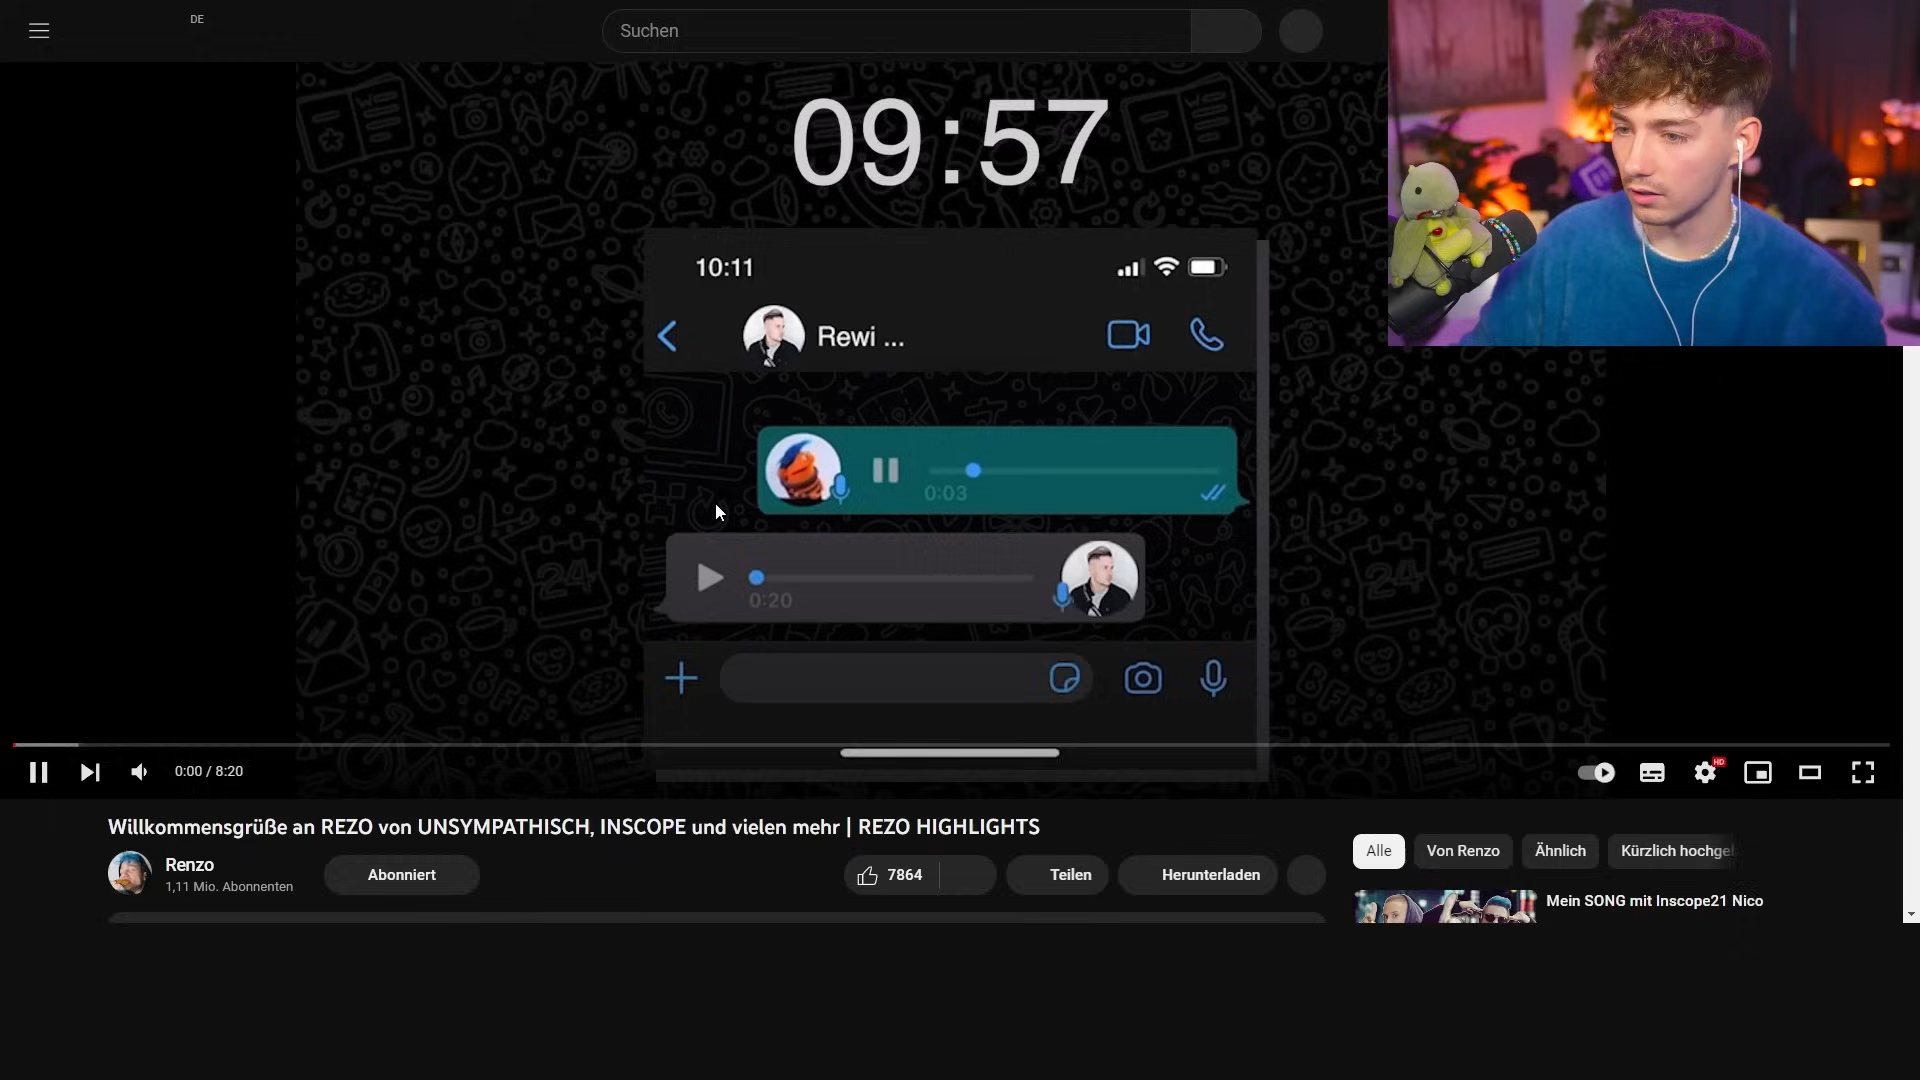 DE
Suchen
09:57
10:11
Rewi ...
0:03
0:20
0:00 / 8:20
HD
Willkommensgrüße an REZO von UNSYMPATHISCH, INSCOPE und vielen mehr | REZO HIGHLIGHTS
Renzo
1,11 Mio. Abonnenten
Abonniert
7864
Teilen
Herunterladen
Alle
Von Renzo
Ähnlich
Kürzlich hochgel
Mein SONG mit Inscope21 Nico